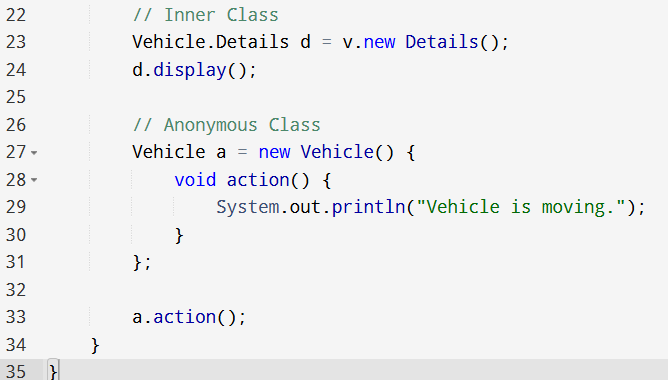 22 // Inner Class
23 Vehicle.Details d = v.new Details();
24 d.display();
25
26 // Anonymous Class
27 Vehicle a = new Vehicle() {
28 void action() {
29 System.out.println("Vehicle is moving.");
30 }
31 };
32
33 a.action();
34 }
35 }